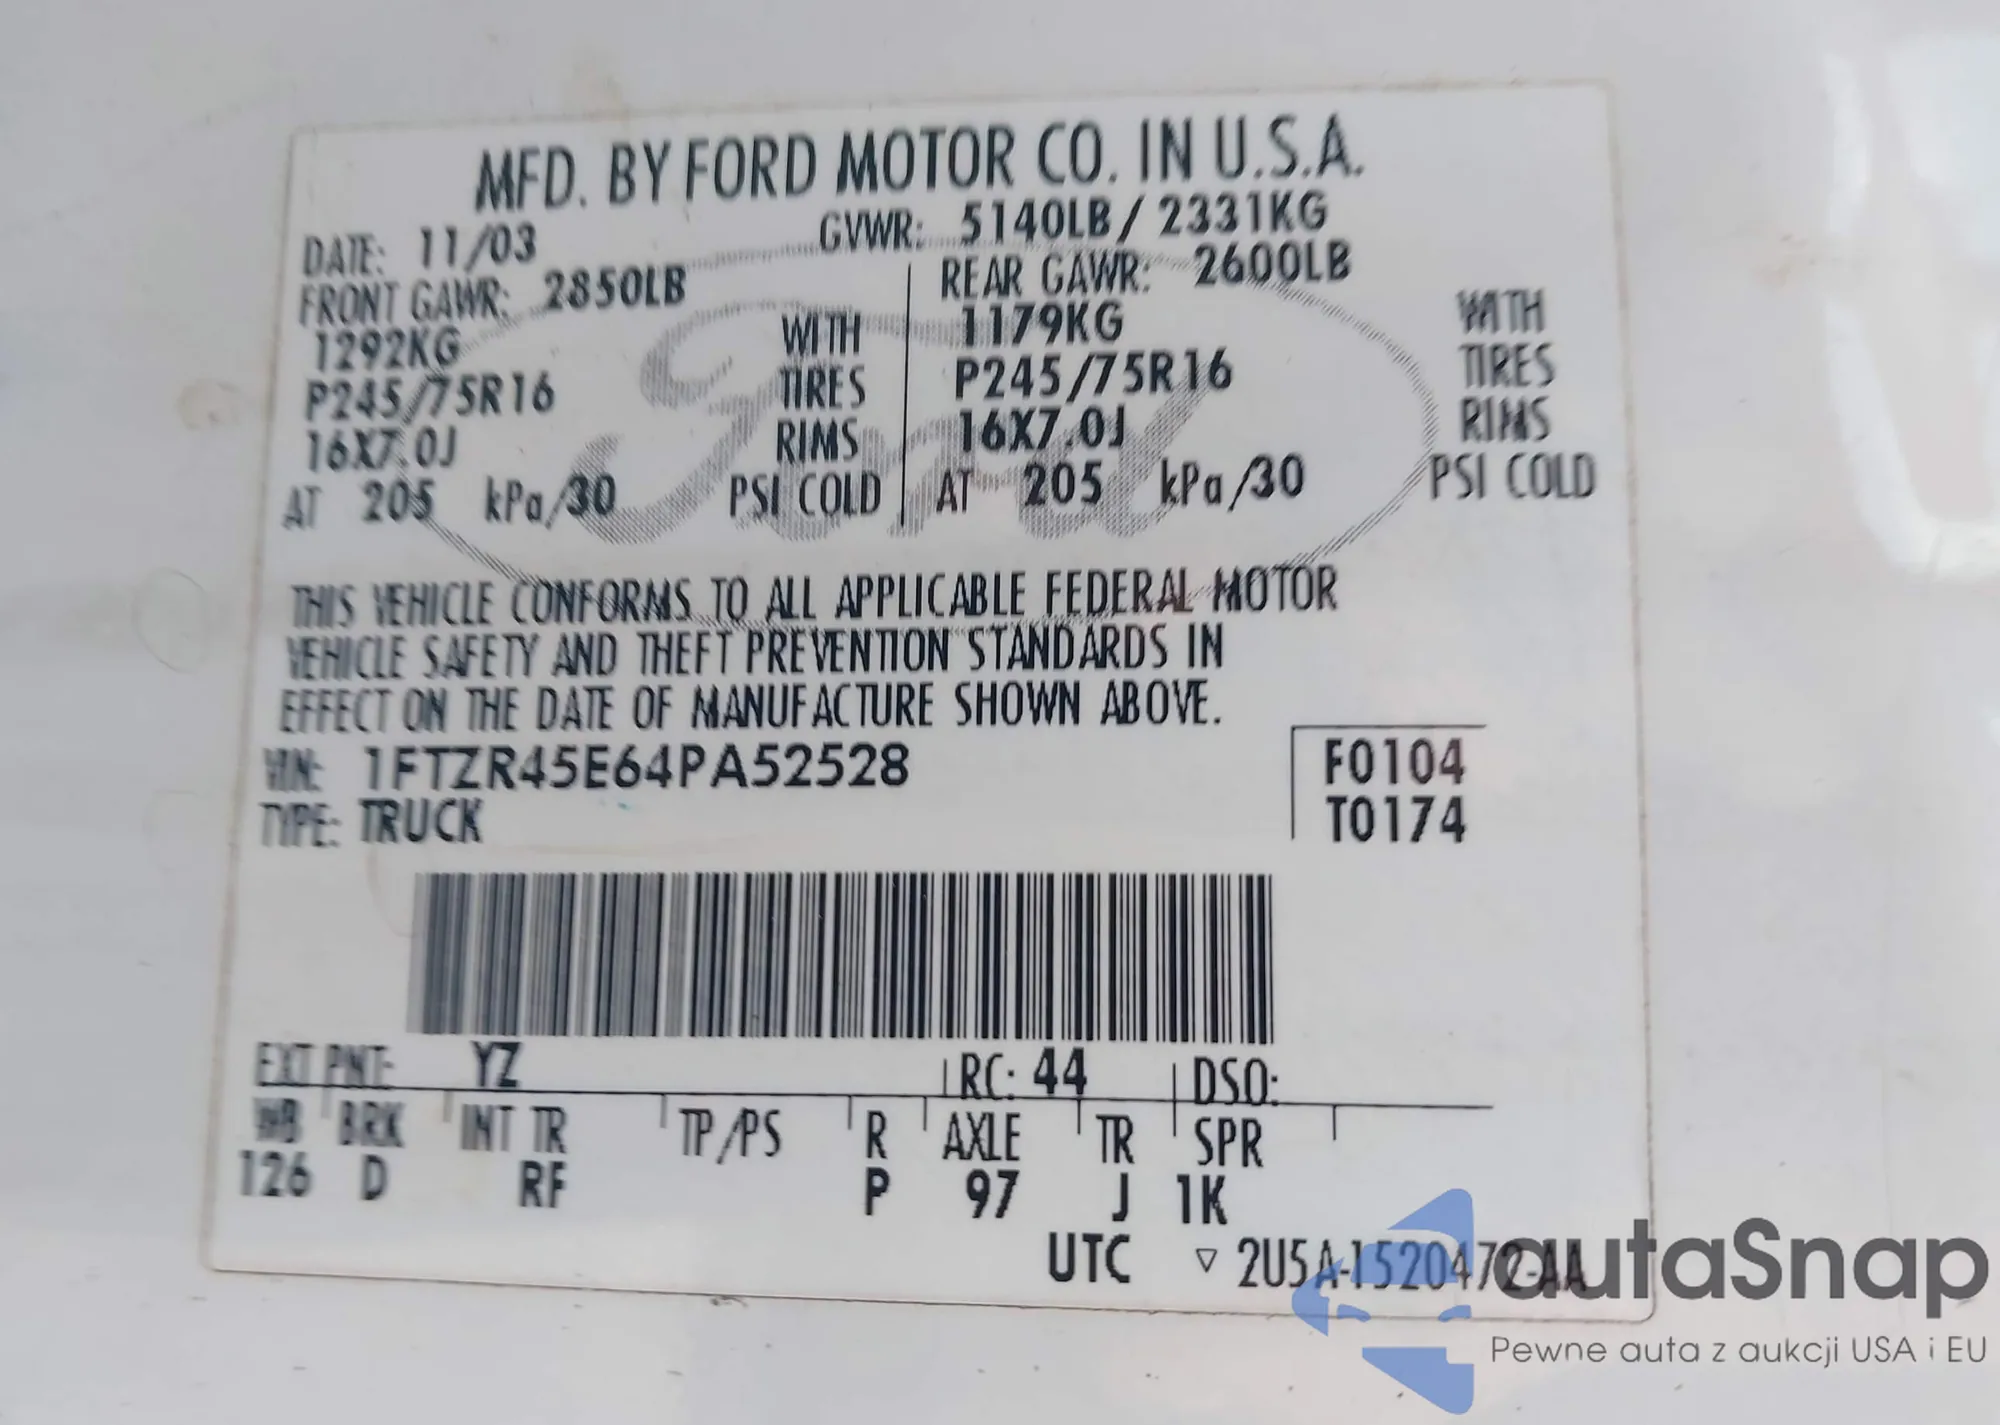 MFD. BY FORD MOTOR CO. IN U.S.A.
DATE: 11/03 GVWR: 5140LB / 2331KG
FRONT GAWR: 2850LB REAR GAWR: 2600LB
1292KG WITH 1179KG WITH
P245/75R16 TIRES P245/75R16 TIRES
16X7.0J RIMS 16X7.0J RIMS
AT 205 kPa/30 PSI COLD AT 205 kPa/30 PSI COLD
Ford
THIS VEHICLE CONFORMS TO ALL APPLICABLE FEDERAL MOTOR
VEHICLE SAFETY AND THEFT PREVENTION STANDARDS IN
EFFECT ON THE DATE OF MANUFACTURE SHOWN ABOVE.
VIN: 1FTZR45E64PA52528 F0104
TYPE: TRUCK T0174
EXT PNT: YZ RC: 44 DSO:
WB BRK INT TR TP/PS R AXLE TR SPR
126 D RF P 97 J 1K
UTC ▽ 2U5A-1520472-AA
autaSnap
Pewne auta z aukcji USA i EU